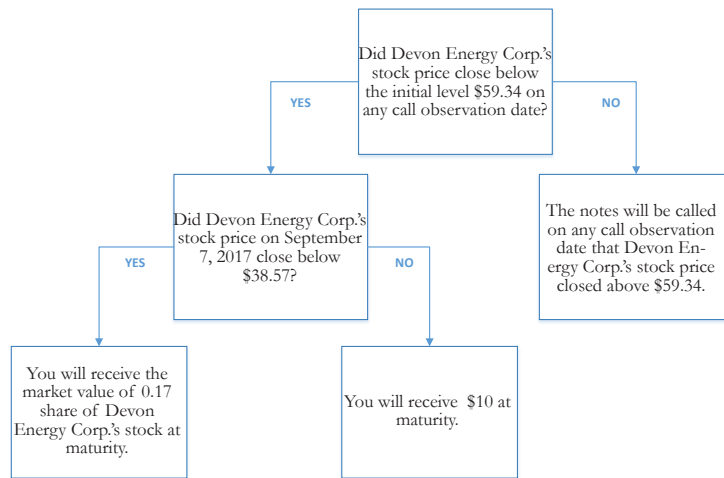 Did Devon Energy Corp.'s
stock price close below
the initial level $59.34 on
any call observation date?
YES
NO
Did Devon Energy Corp.'s
stock price on September
7, 2017 close below
$38.57?
The notes will be called
on any call observation
date that Devon En-
ergy Corp.'s stock price
closed above $59.34.
YES
NO
You will receive the
market value of 0.17
share of Devon
Energy Corp.'s stock at
maturity.
You will receive $10 at
maturity.